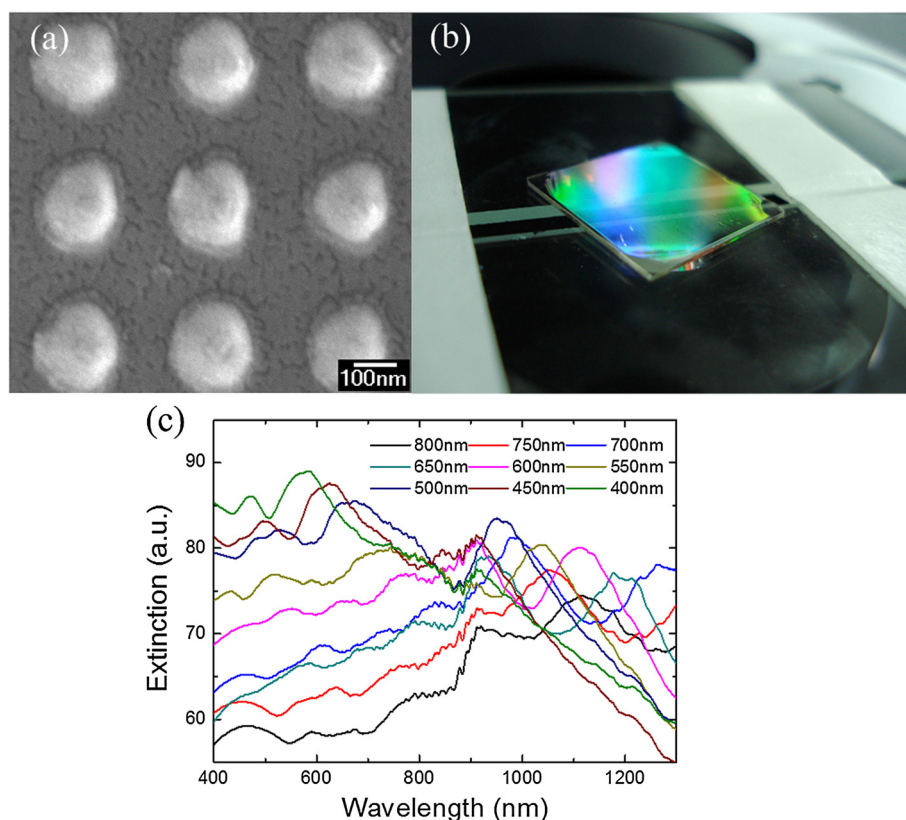 (a)
(b)
100nm
(c)
800nm 750nm 700nm
650nm 600nm 550nm
500nm 450nm 400nm
90
80
70
60
Extinction (a.u.)
400 600 800 1000 1200
Wavelength (nm)